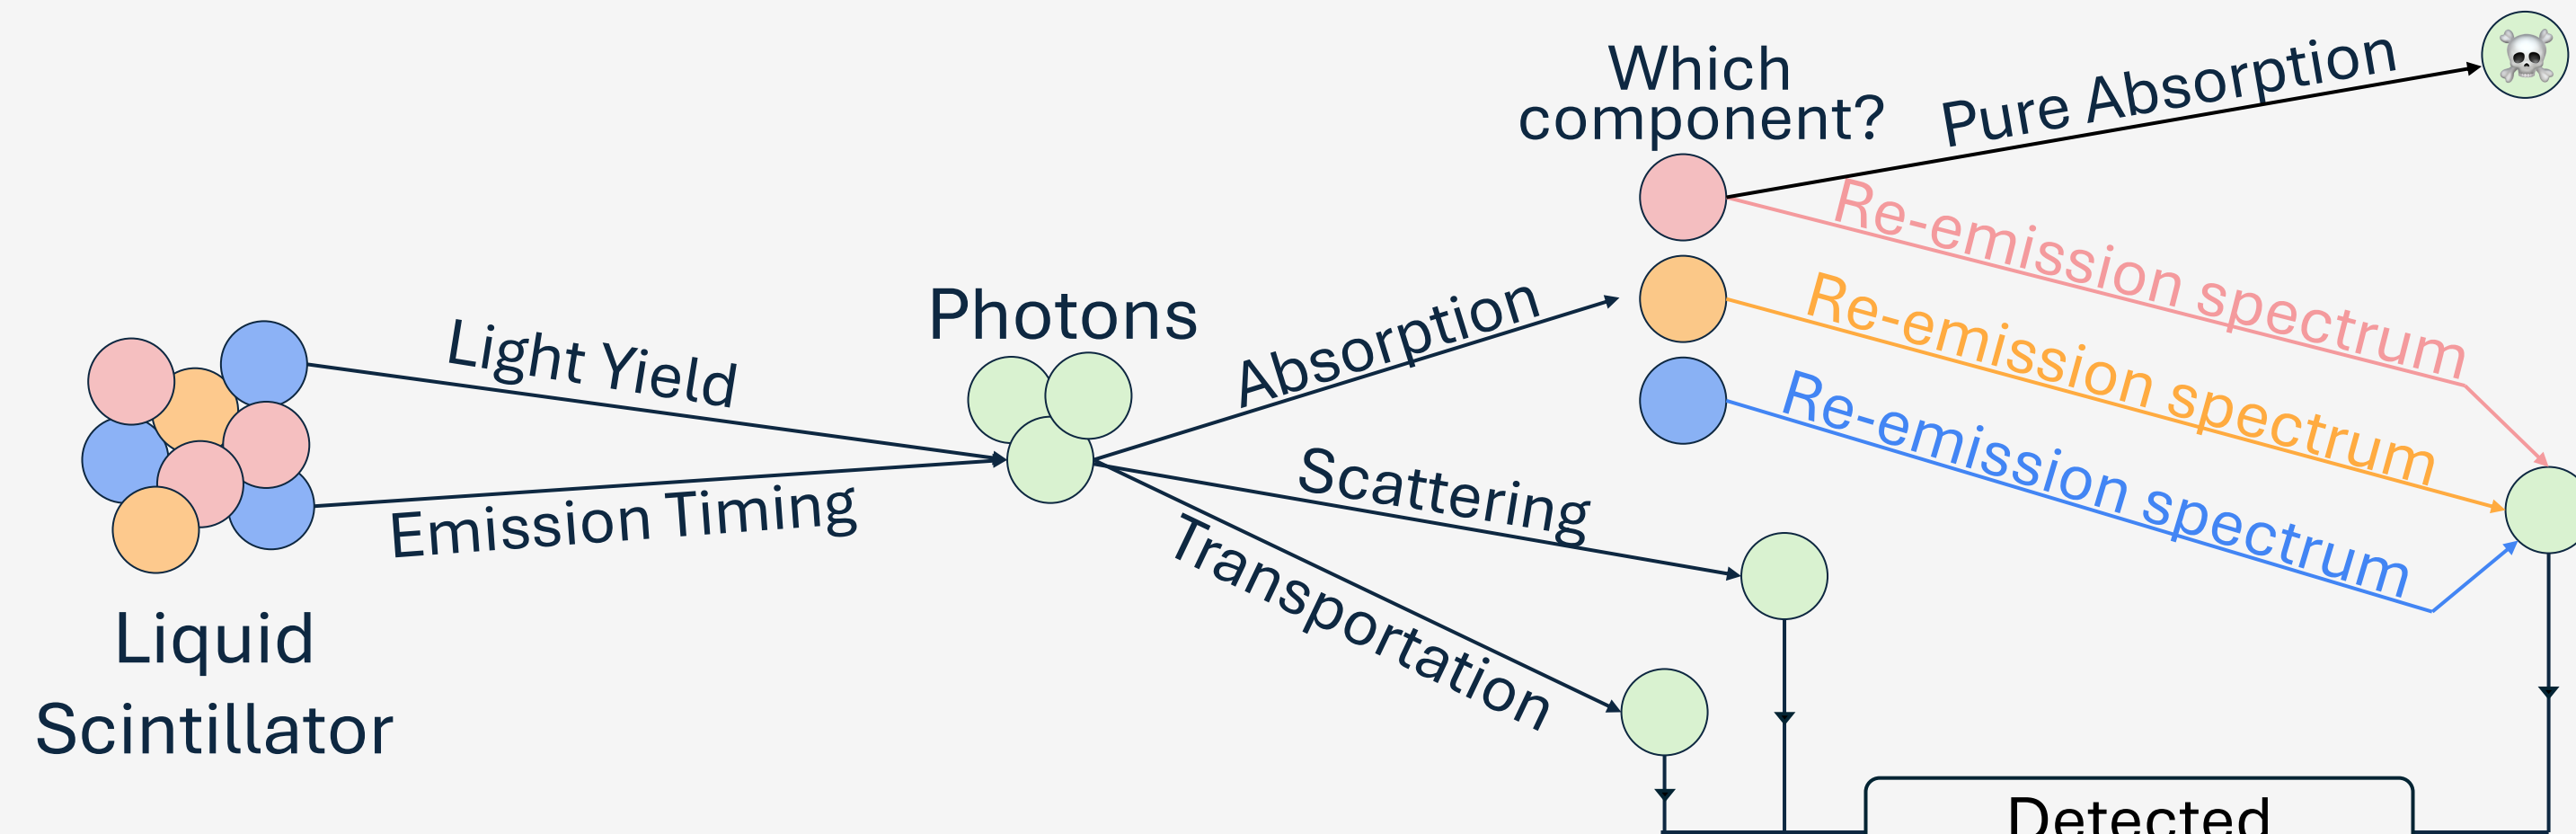 Which
component?
Pure Absorption
Re-emission spectrum
Re-emission spectrum
Re-emission spectrum
Photons
Absorption
Light Yield
Emission Timing
Scattering
Transportation
Liquid
Scintillator
Detected